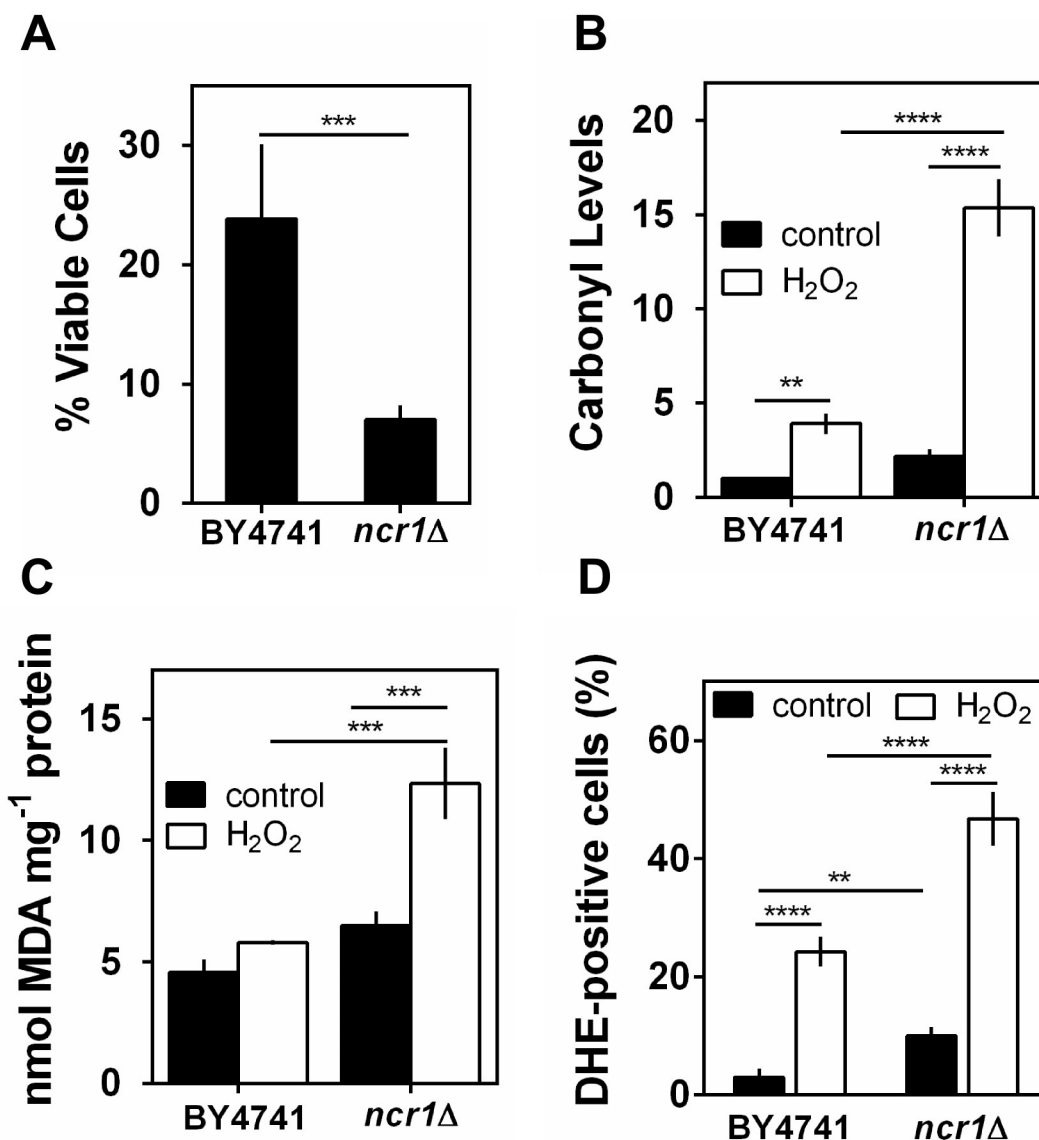 A
% Viable Cells
30
20
10
0
***
BY4741
ncr1Δ
B
Carbonyl Levels
20
15
10
5
0
****
****
control
H₂O₂
**
BY4741
ncr1Δ
C
nmol MDA mg⁻¹ protein
15
10
5
0
***
***
control
H₂O₂
BY4741
ncr1Δ
D
DHE-positive cells (%)
control
H₂O₂
60
40
20
0
****
****
**
****
BY4741
ncr1Δ